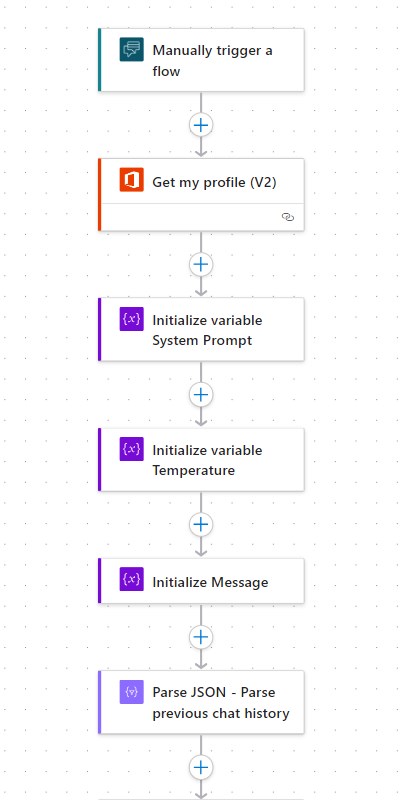 Manually trigger a
flow
Get my profile (V2)
{x}
Initialize variable
System Prompt
{x}
Initialize variable
Temperature
{x}
Initialize Message
Parse JSON - Parse
previous chat history